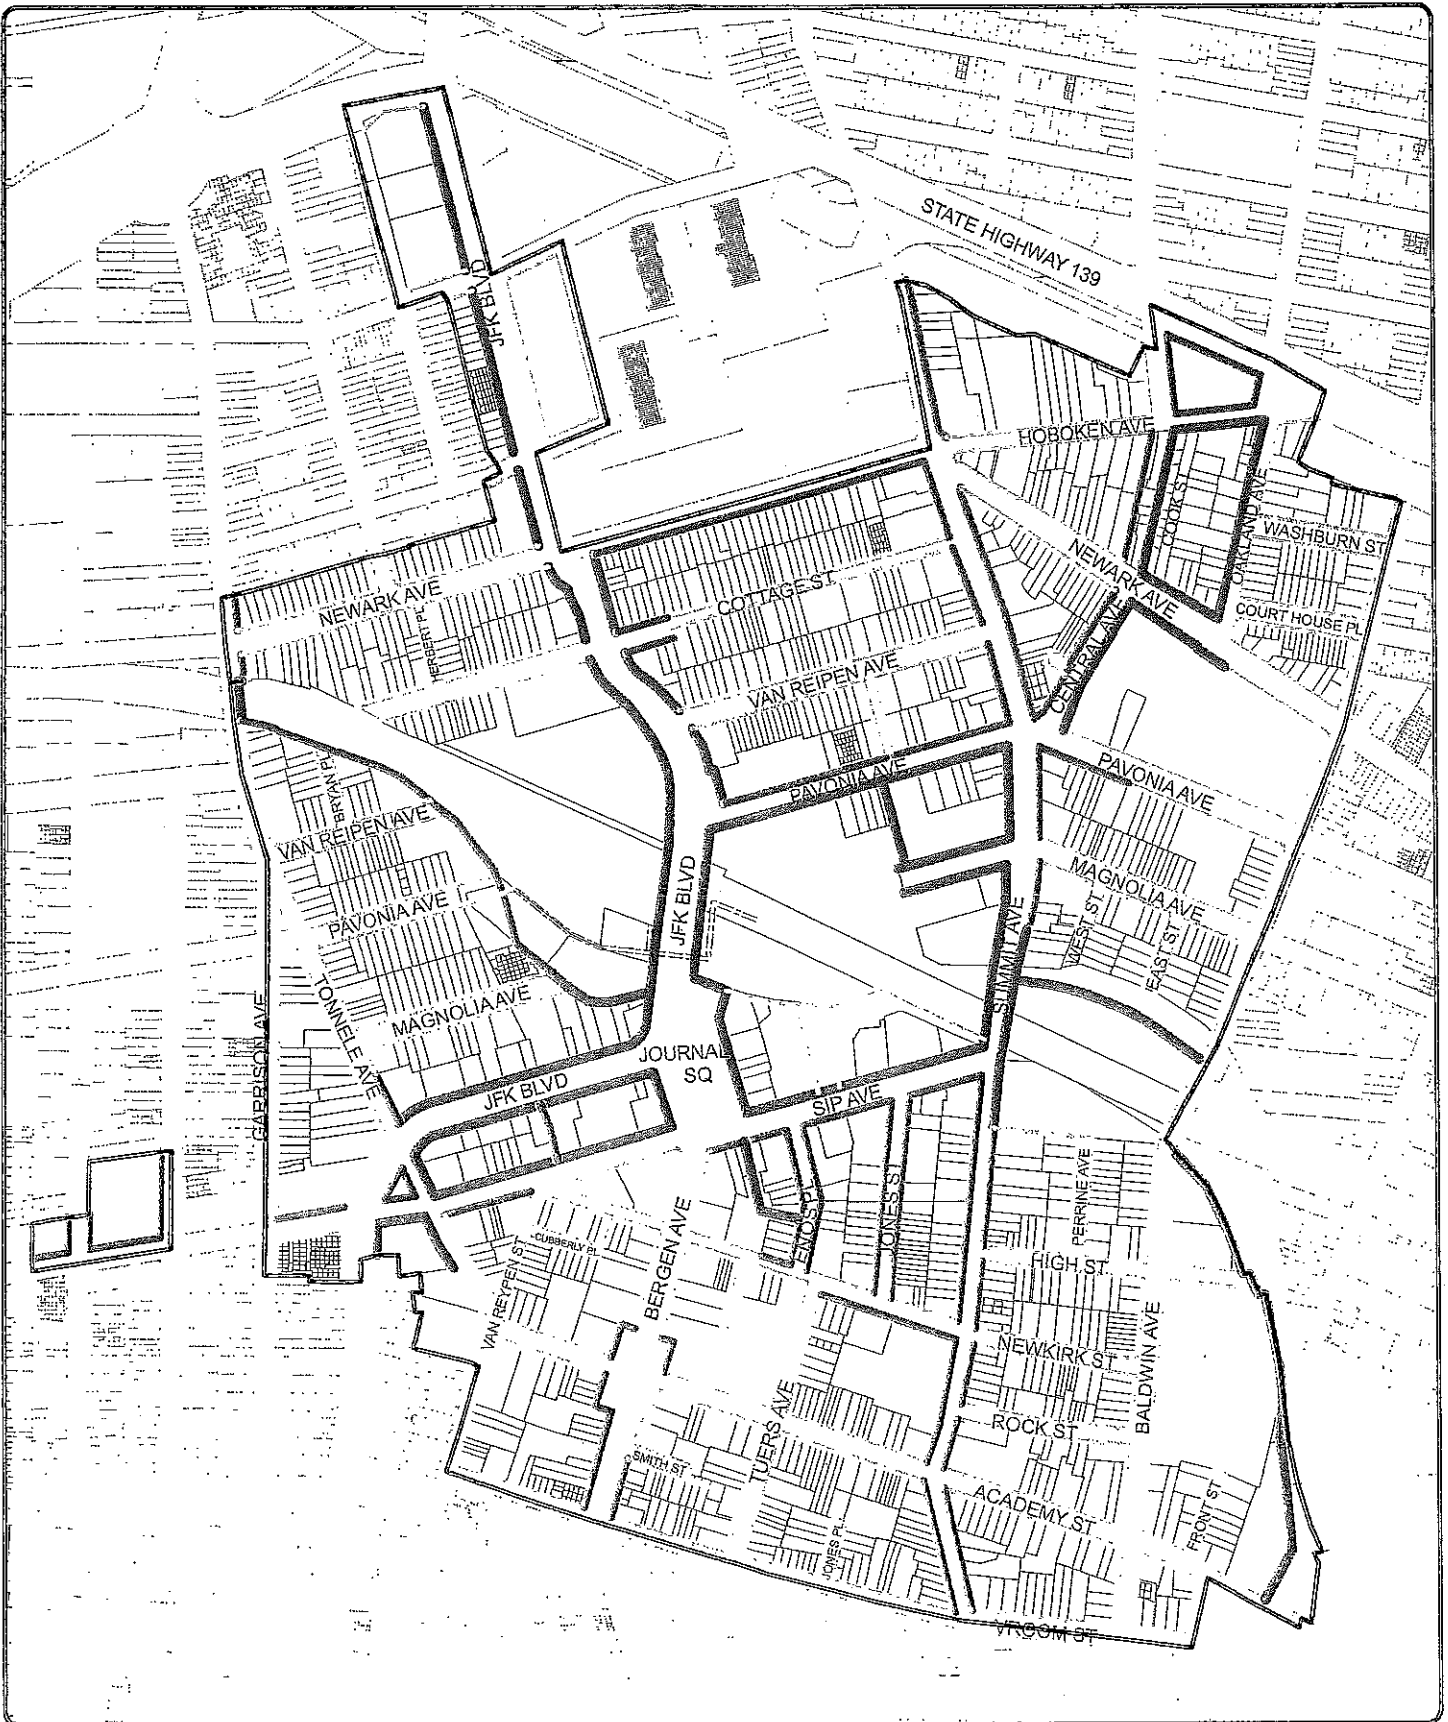 STATE HIGHWAY 139
JFK BLVD
HOBOKEN AVE
COOK ST
OAKLAND AVE
WASHBURN ST
NEWARK AVE
COURT HOUSE PL
NEWARK AVE
HERBERT PL
COTTAGE ST
CENTRAL AVE
VAN REIPEN AVE
PAVONIA AVE
PAVONIA AVE
BRYAN PL
VAN REIPEN AVE
PAVONIA AVE
MAGNOLIA AVE
JFK BLVD
WEST ST
EAST ST
SUMMIT AVE
TONNELE AVE
MAGNOLIA AVE
GARRISON AVE
JOURNAL
SQ
JFK BLVD
SIP AVE
PERRINE AVE
ENOS PL
JONES ST
CUBBERLY PL
VAN REYPEN ST
BERGEN AVE
HIGH ST
NEWKIRK ST
BALDWIN AVE
TUERS AVE
ROCK ST
SMITH ST
ACADEMY ST
FRONT ST
JONES PL
VROOM ST